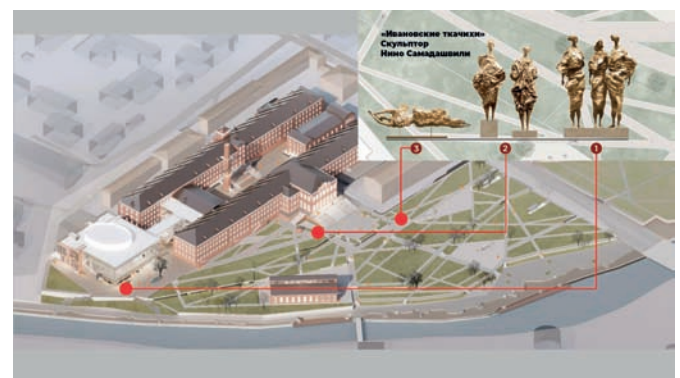 «Ивановские ткачихи»
Скульптор
Нино Самадашвили
3
2
1